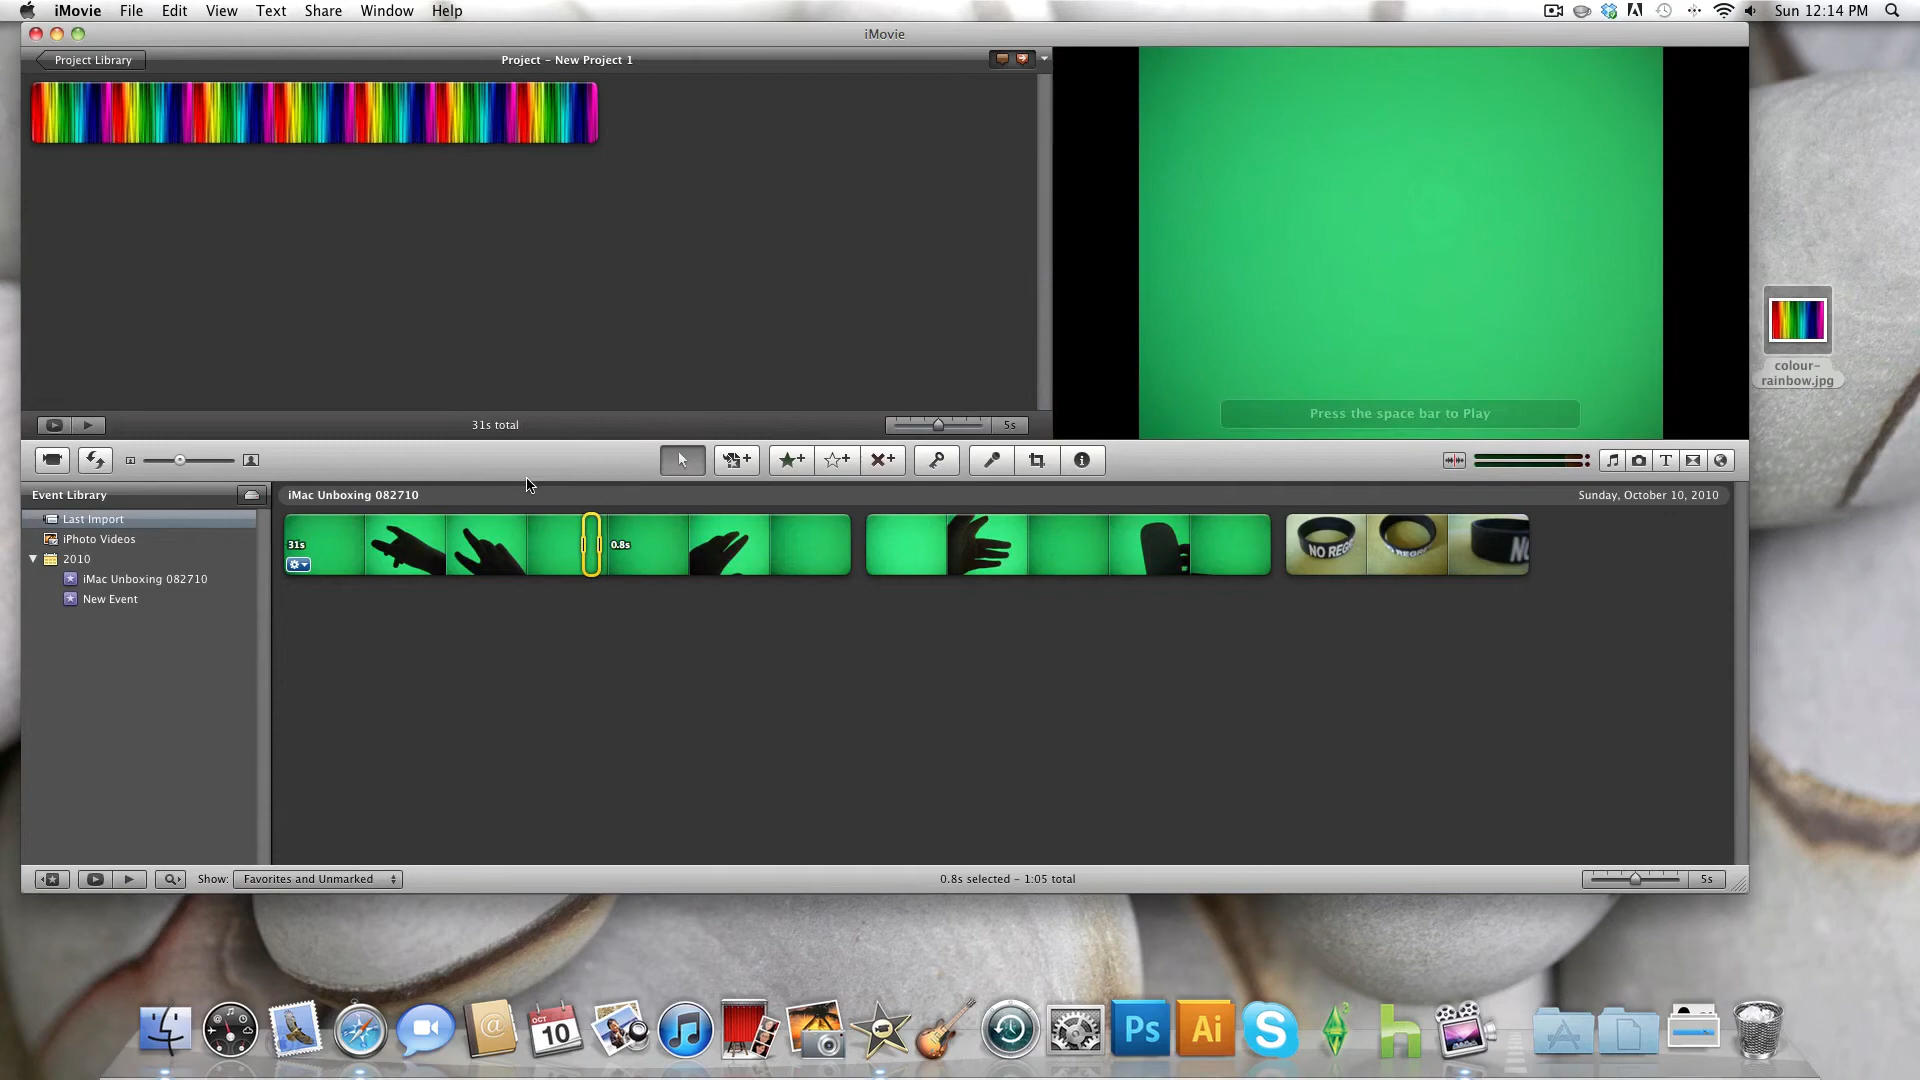 iMovie File Edit View Text Share Window Help
Sun 12:14 PM
iMovie
Project Library
Project - New Project 1
Press the space bar to Play
colour-
rainbow.jpg
31s total
5s
Event Library
iMac Unboxing 082710
Sunday, October 10, 2010
Last Import
iPhoto Videos
2010
iMac Unboxing 082710
New Event
31s
0.8s
NO REGR
Show: Favorites and Unmarked
0.8s selected - 1:05 total
5s
OCT
10
Ps
Ai
S
h